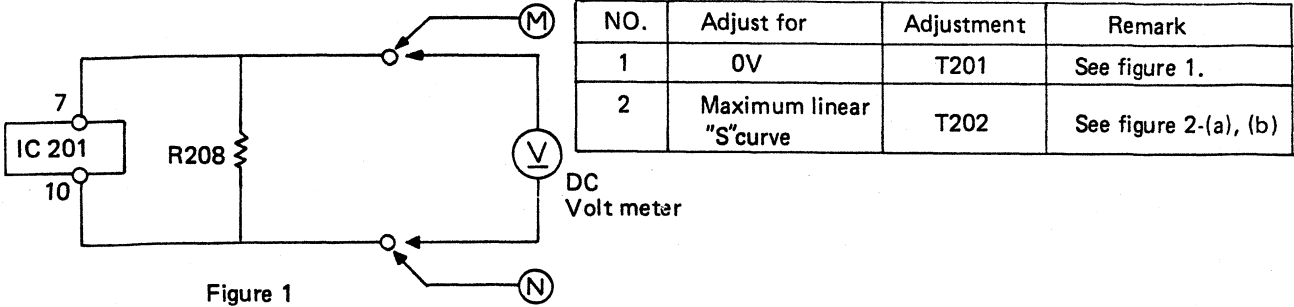 M
7
IC 201
10
R208
V
DC
Volt meter
N
Figure 1
NO. Adjust for Adjustment Remark
1 0V T201 See figure 1.
2 Maximum linear
"S"curve T202 See figure 2-(a), (b)